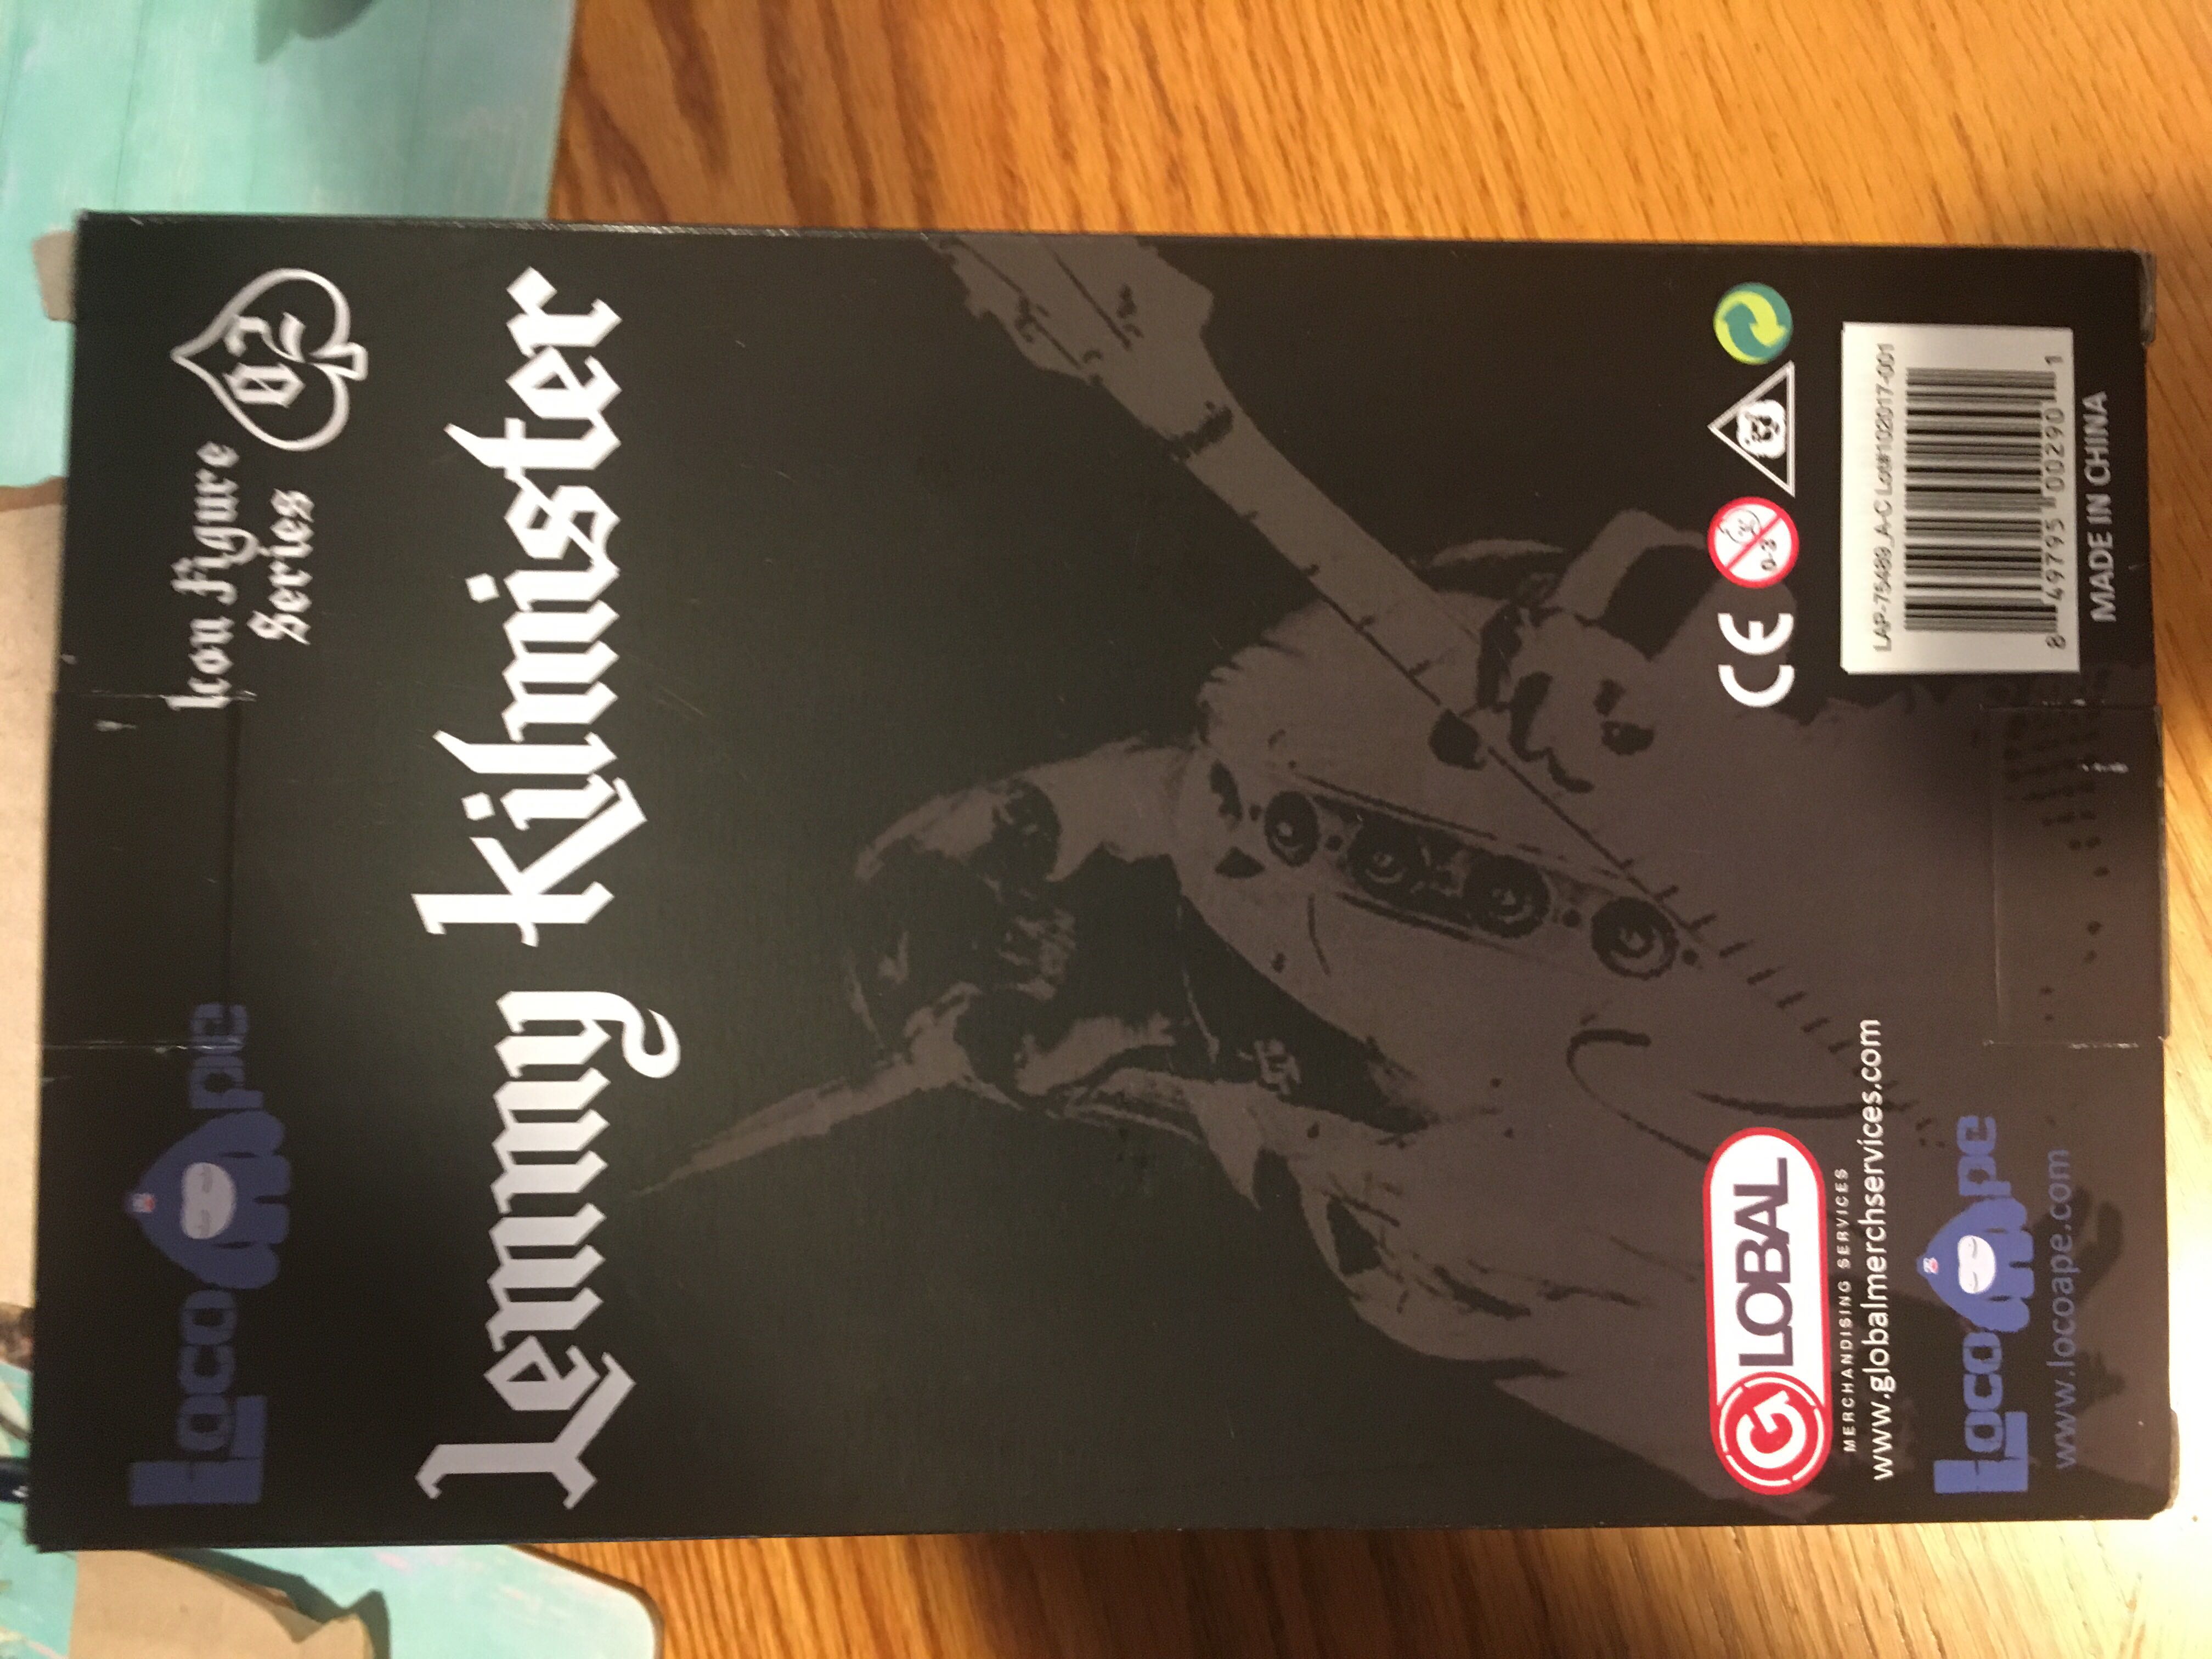 LocoApe
Icon Figure
Series
02
Lemmy Kilmister
GLOBAL
MERCHANDISING SERVICES
www.globalmerchservices.com
LocoApe
www.locoape.com
CE
0-3
LAP-75489_A-C Lot#102017-001
8 49795 00290 1
MADE IN CHINA